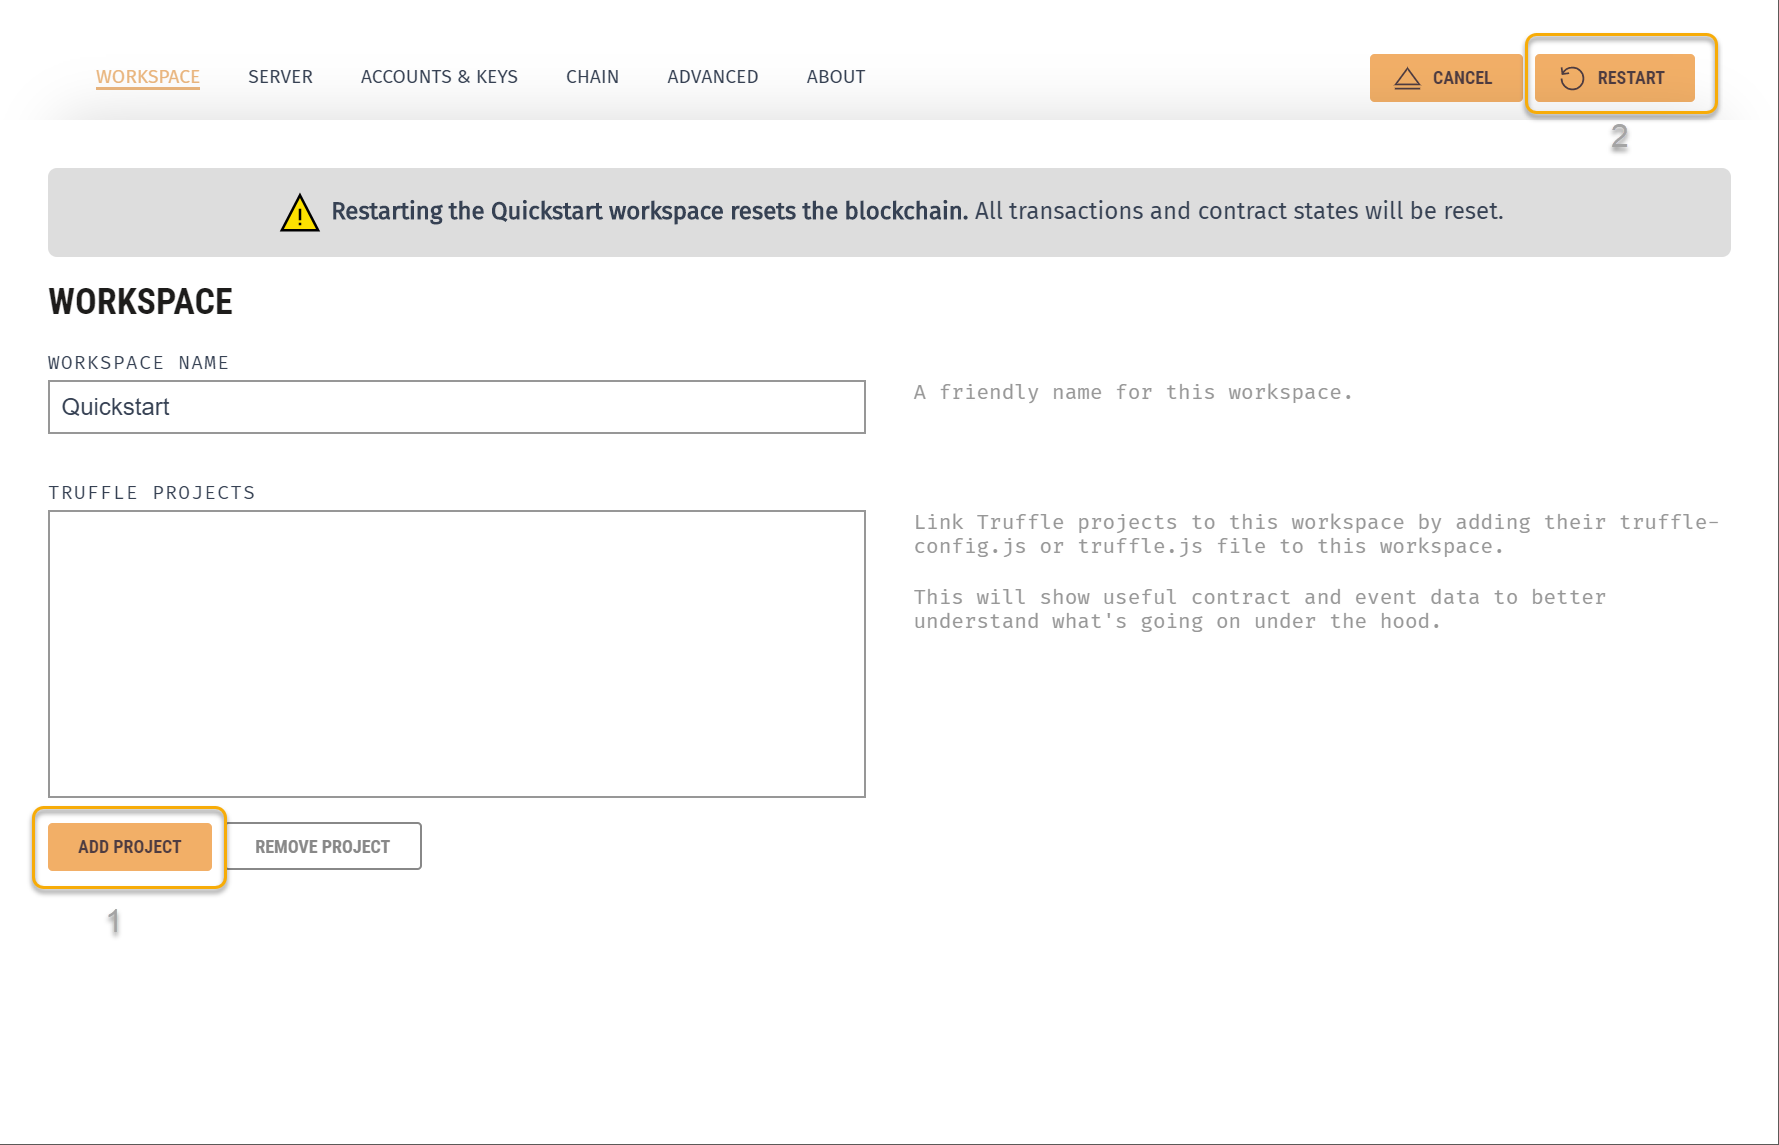 WORKSPACE SERVER ACCOUNTS & KEYS CHAIN ADVANCED ABOUT CANCEL RESTART
2
Restarting the Quickstart workspace resets the blockchain. All transactions and contract states will be reset.
WORKSPACE
WORKSPACE NAME
Quickstart
A friendly name for this workspace.
TRUFFLE PROJECTS
Link Truffle projects to this workspace by adding their truffle-
config.js or truffle.js file to this workspace.
This will show useful contract and event data to better
understand what's going on under the hood.
ADD PROJECT REMOVE PROJECT
1